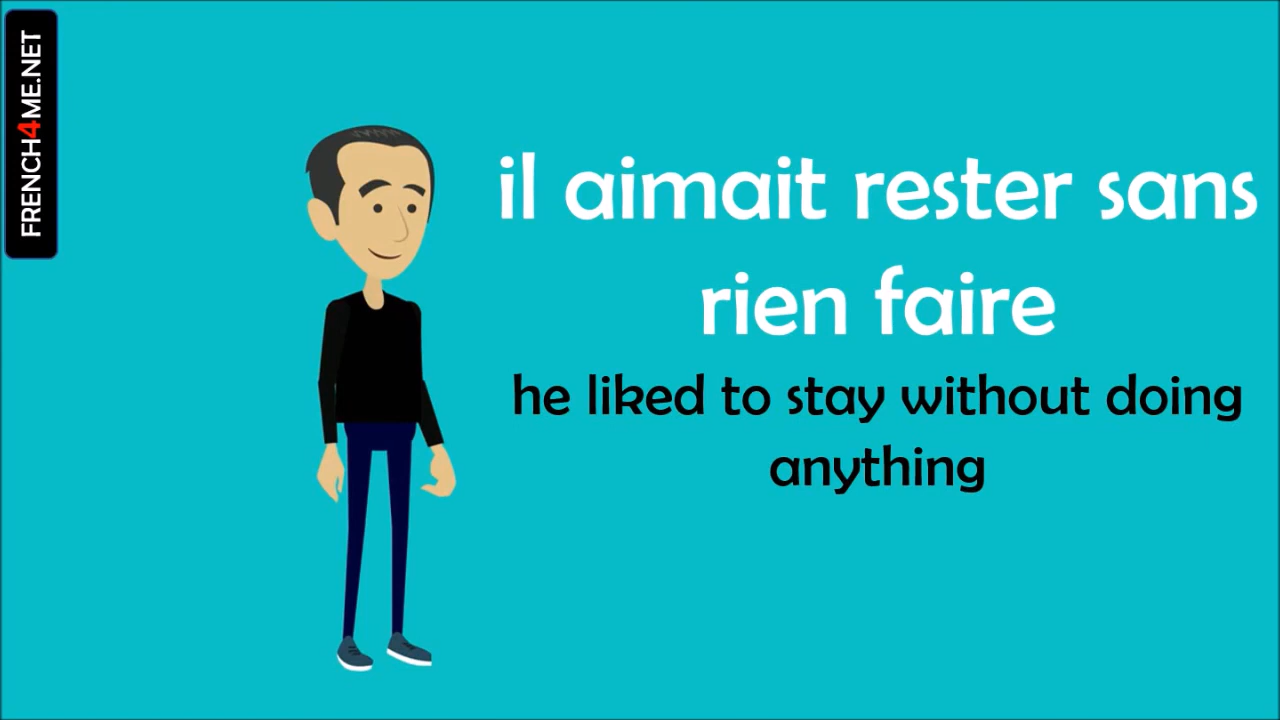 FRENCH4ME.NET
il aimait rester sans
rien faire
he liked to stay without doing
anything